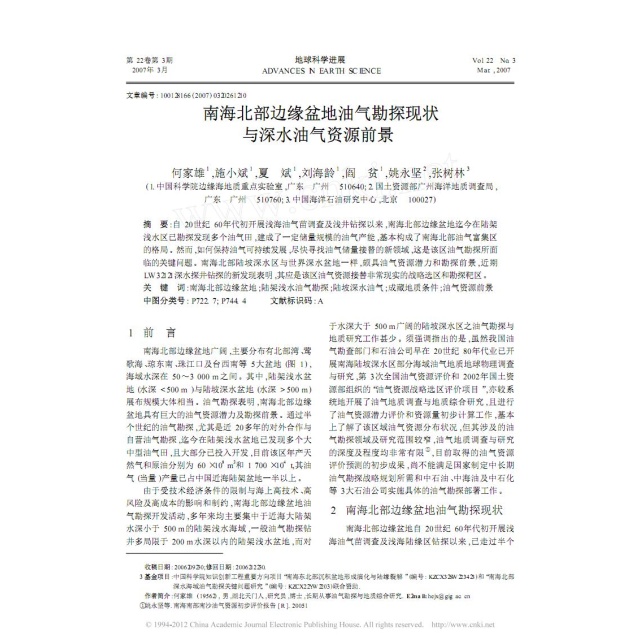 第 22卷第 3期
2007年 3月
地球科学进展
ADVANCES IN EARTH SCIENCE
Vol 22 No 3
Mar ,2007
文章编号 : 100128166 (2007) 0320261210
南海北部边缘盆地油气勘探现状
与深水油气资源前景
何家雄 1 ,施小斌 1 ,夏 斌 1 ,刘海龄 1 ,阎 贫 1 ,姚永坚 2 ,张树林 3
(1. 中国科学院边缘海地质重点实验室 ,广东 广州 510640; 2. 国土资源部广州海洋地质调查局 ,
广东 广州 510760; 3. 中国海洋石油研究中心 ,北京 100027)
摘 要 : 自 20世纪 60年代初开展浅海油气苗调查及浅井钻探以来 ,南海北部边缘盆地迄今在陆架
浅水区已勘探发现多个油气田 ,建成了一定储量规模的油气产能 ,基本构成了南海北部油气富集区
的格局。然而 ,如何保持油气可持续发展 ,尽快寻找油气储量接替的新领域 ,这是该区油气勘探所面
临的关键问题。南海北部陆坡深水区与世界深水盆地一样 ,颇具油气资源潜力和勘探前景 ,近期
LW 32121深水探井钻探的新发现表明 ,其应是该区油气资源接替非常现实的战略选区和勘探靶区。
关 键 词 : 南海北部边缘盆地 ;陆架浅水油气勘探 ;陆坡深水油气 ;成藏地质条件 ;油气资源前景
中图分类号 : P722. 7; P744. 4 文献标识码 : A
1 前 言
南海北部边缘盆地广阔 ,主要分布有北部湾、莺
歌海、琼东南、珠江口及台西南等 5大盆地 (图 1) ,
海域水深在 50～3 000 m之间。其中 ,陆架浅水盆
地 (水深 <500 m )与陆坡深水盆地 (水深 >500 m )
展布规模大体相当。油气勘探表明 ,南海北部边缘
盆地具有巨大的油气资源潜力及勘探前景。通过半
个世纪的油气勘探 ,尤其是近 20多年的对外合作与
自营油气勘探 ,迄今在陆架浅水盆地已发现多个大
中型油气田 ,且大部分已投入开发 ,目前该区年产天
然气和原油分别为 60 ×10⁸ m³和 1 700 ×10⁴ t,其油
气 (当量 )产量已占中国近海陆架盆地一半以上。
由于受技术经济条件的限制与海上高技术、高
风险及高成本的影响和制约 ,南海北部边缘盆地油
气勘探开发活动 ,多年来均主要集中于近海大陆架
水深小于 500 m的陆架浅水海域 ,一般油气勘探钻
井多局限于 200 m水深以内的陆架浅水盆地 ,而对
于水深大于 500 m广阔的陆坡深水区之油气勘探与
地质研究工作甚少。须强调指出的是 ,虽然我国油
气勘查部门和石油公司早在 20世纪 80年代业已开
展南海陆坡深水区部分海域油气地质地球物理调查
与研究 ,第 3次全国油气资源评价和 2002年国土资
源部组织的 “油气资源战略选区评价项目 ”,亦较系
统地开展了油气地质调查与地质综合研究 ,且进行
了油气资源潜力评价和资源量初步计算工作 ,基本
上了解了该区域油气资源分布状况 ,但其涉及的油
气勘探领域及研究范围较窄 ,油气地质调查与研究
的深度及程度均非常有限①,目前取得的油气资源
评价预测的初步成果 ,尚不能满足国家制定中长期
油气勘探战略规划所需和中石油、中海油及中石化
等 3大石油公司实施具体的油气勘探部署工作。
2 南海北部边缘盆地油气勘探现状
南海北部边缘盆地自 20世纪 60年代初开展浅
海油气苗调查及浅海陆缘区钻探以来 ,已走过半个
收稿日期 : 修回日期 :
3 基金项目 : 中国科学院知识创新工程重要方向项目 “南海东北部沉积盆地形成演化与陆缘裂解 ”(编号 : )和 “南海北部
深水海域油气成藏关键问题研究 ”(编号 : )联合资助.
作者简介 : 何家雄 (19562) ,男 ,湖北天门人 ,研究员 ,博士 ,长期从事油气勘探与地质综合研究. E2mail: hejx@gig. ac. cn
①姚永坚等. 南海南部南沙油气资源初步评价报告 [R ]. 20051
© 1994-2012 China Academic Journal Electronic Publishing House. All rights reserved. http://www.cnki.net